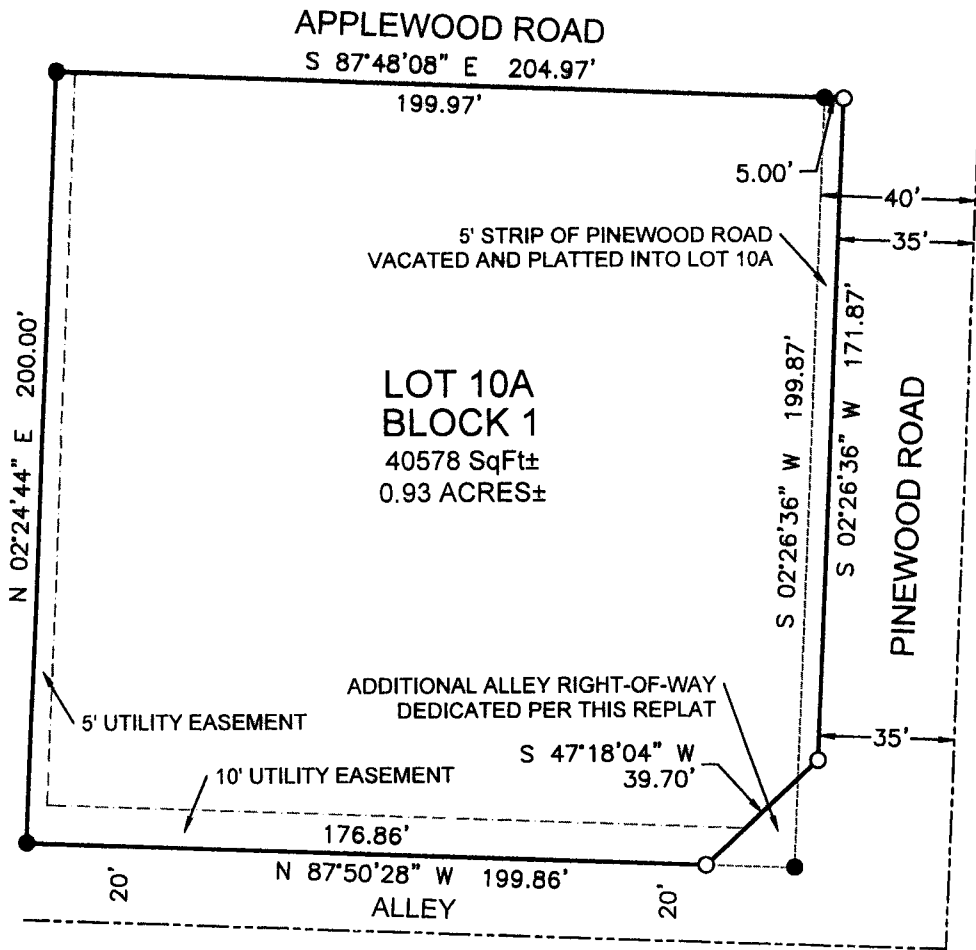 APPLEWOOD ROAD
S 87°48'08" E 204.97'
199.97'
5.00'
40'
35'
5' STRIP OF PINEWOOD ROAD
VACATED AND PLATTED INTO LOT 10A
N 02°24'44" E 200.00'
LOT 10A
BLOCK 1
40578 SqFt±
0.93 ACRES±
S 02°26'36" W 199.87'
S 02°26'36" W 171.87'
PINEWOOD ROAD
ADDITIONAL ALLEY RIGHT-OF-WAY
DEDICATED PER THIS REPLAT
5' UTILITY EASEMENT
35'
S 47°18'04" W
39.70'
10' UTILITY EASEMENT
176.86'
N 87°50'28" W 199.86'
20'
20'
ALLEY